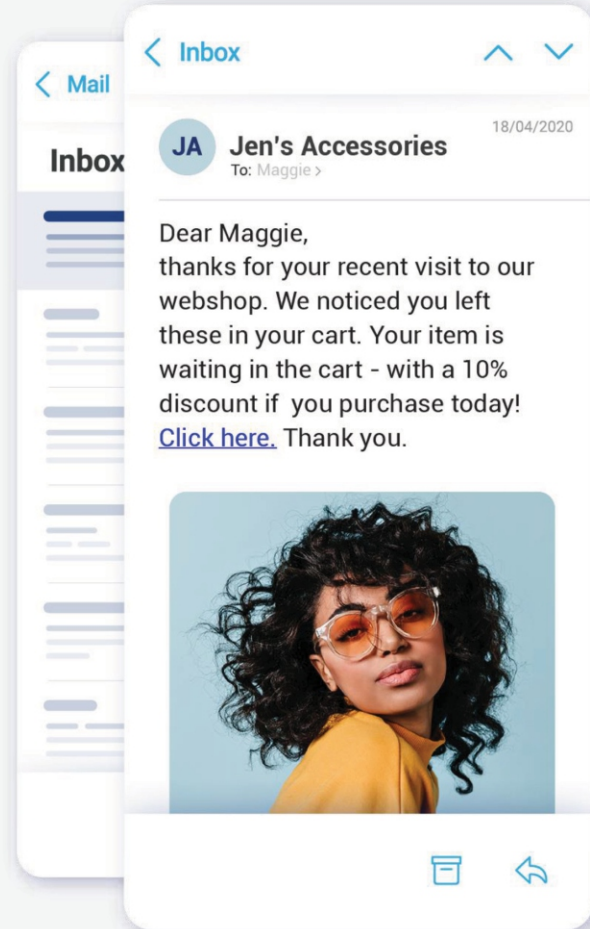 Mail
Inbox
Inbox
18/04/2020
JA
Jen's Accessories
To: Maggie >
Dear Maggie,
thanks for your recent visit to our
webshop. We noticed you left
these in your cart. Your item is
waiting in the cart - with a 10%
discount if  you purchase today!
Click here. Thank you.